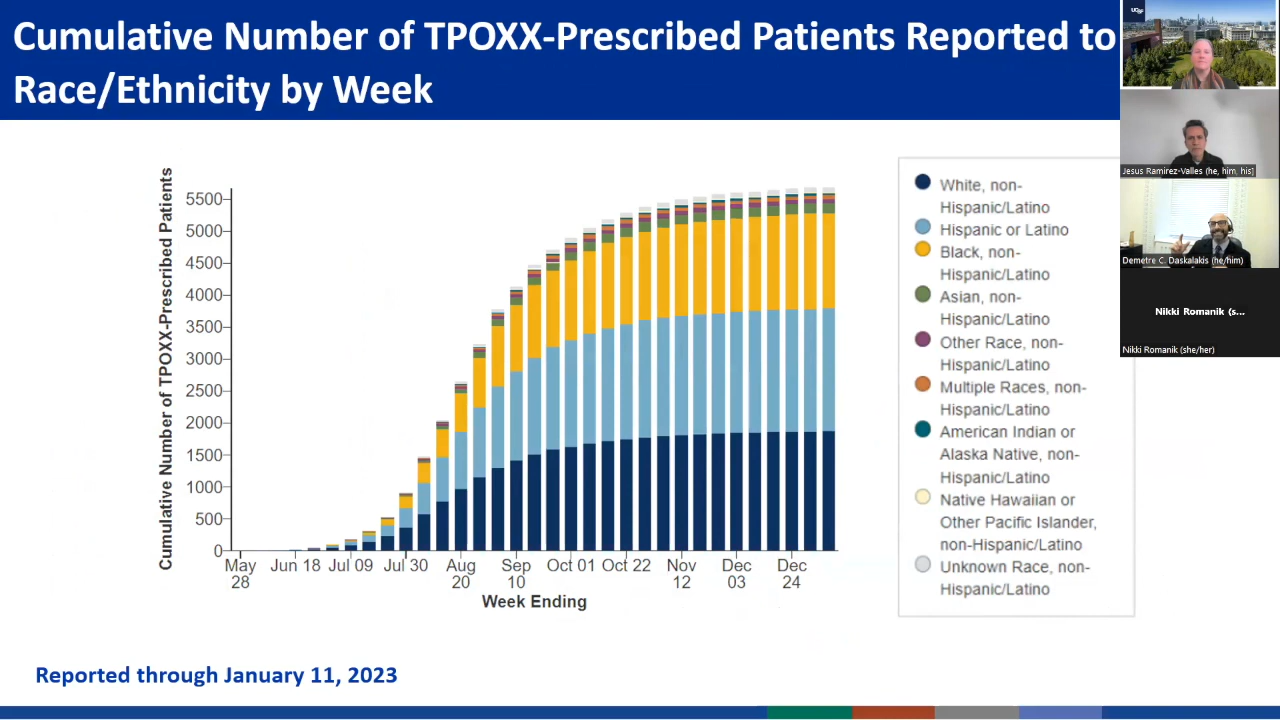 Cumulative Number of TPOXX-Prescribed Patients Reported to
Race/Ethnicity by Week
UCSF
Jesus Ramirez-Valles (he, him, his)
Demetre C. Daskalakis (he/him)
Nikki Romanik (s...
Nikki Romanik (she/her)
Cumulative Number of TPOXX-Prescribed Patients
5500
5000
4500
4000
3500
3000
2500
2000
1500
1000
500
0
May 28
Jun 18
Jul 09
Jul 30
Aug 20
Sep 10
Oct 01
Oct 22
Nov 12
Dec 03
Dec 24
Week Ending
White, non-
Hispanic/Latino
Hispanic or Latino
Black, non-
Hispanic/Latino
Asian, non-
Hispanic/Latino
Other Race, non-
Hispanic/Latino
Multiple Races, non-
Hispanic/Latino
American Indian or
Alaska Native, non-
Hispanic/Latino
Native Hawaiian or
Other Pacific Islander,
non-Hispanic/Latino
Unknown Race, non-
Hispanic/Latino
Reported through January 11, 2023